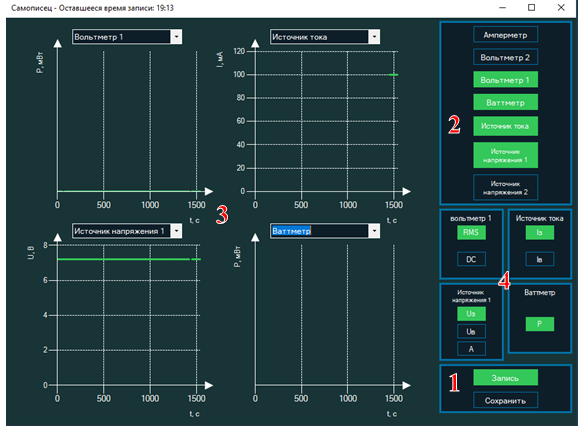 Самописец - Оставшееся время записи: 19:13
Вольтметр 1
P, мВт
0
500
1000
1500
t, с
Источник тока
I, мА
120
100
80
60
40
20
0
0
500
1000
1500
t, с
3
Источник напряжения 1
U, В
8
6
4
2
0
0
500
1000
1500
t, с
Ваттметр
P, мВт
0
500
1000
1500
t, с
Амперметр
Вольтметр 2
Вольтметр 1
Ваттметр
2
Источник тока
Источник
напряжения 1
Источник
напряжения 2
вольтметр 1
RMS
DC
Источник тока
Iз
Iв
4
Источник
напряжения 1
Uз
Uв
A
Ваттметр
P
1
Запись
Сохранить